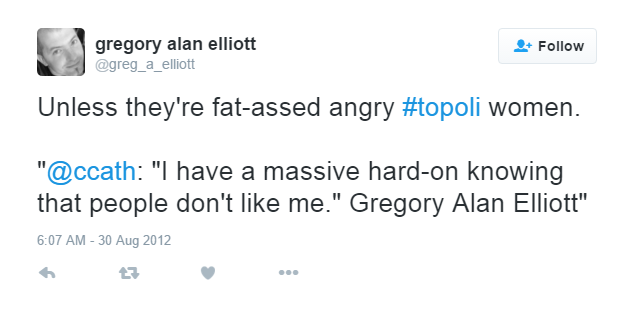 gregory alan elliott
@greg_a_elliott
Follow
Unless they're fat-assed angry #topoli women.
"@ccath: "I have a massive hard-on knowing
that people don't like me." Gregory Alan Elliott"
6:07 AM - 30 Aug 2012